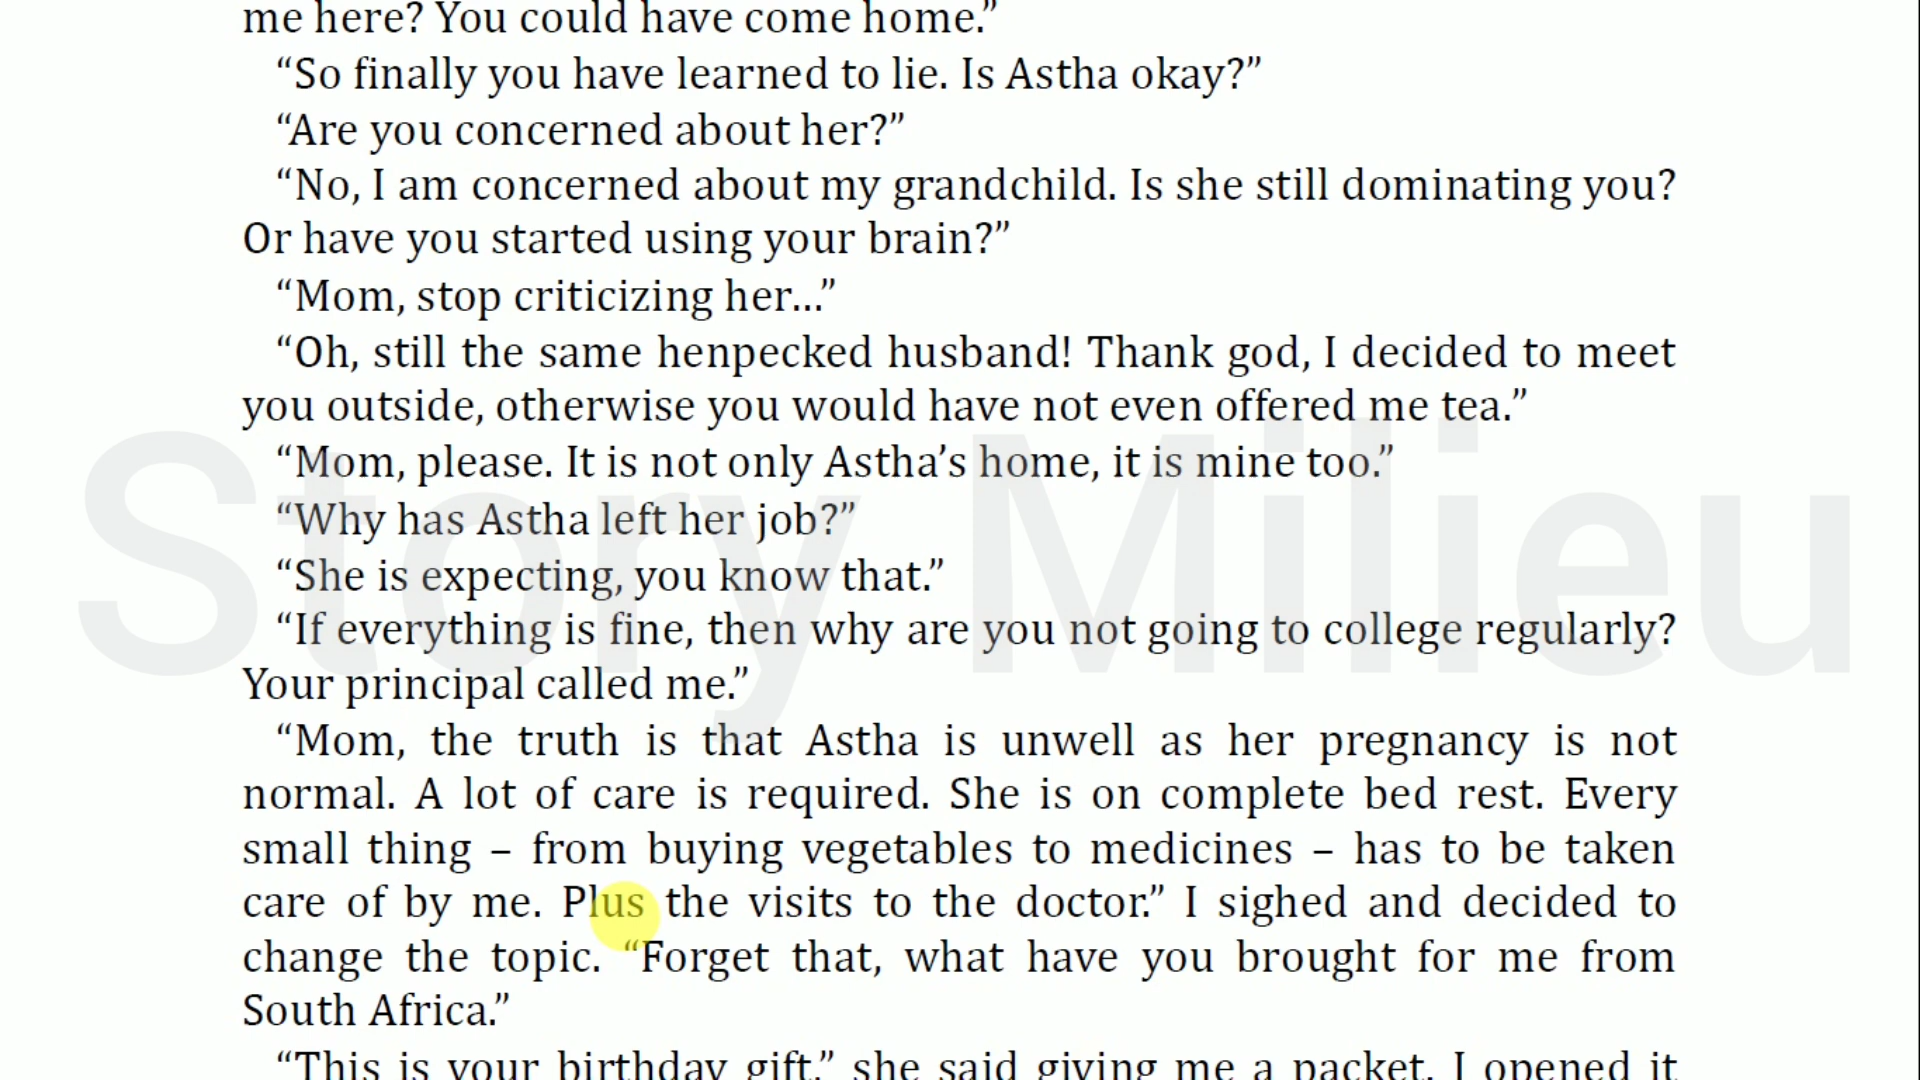 me here? You could have come home.”
“So finally you have learned to lie. Is Astha okay?”
“Are you concerned about her?”
“No, I am concerned about my grandchild. Is she still dominating you?
Or have you started using your brain?”
“Mom, stop criticizing her...”
“Oh, still the same henpecked husband! Thank god, I decided to meet
you outside, otherwise you would have not even offered me tea.”
“Mom, please. It is not only Astha’s home, it is mine too.”
“Why has Astha left her job?”
“She is expecting, you know that.”
“If everything is fine, then why are you not going to college regularly?
Your principal called me.”
“Mom, the truth is that Astha is unwell as her pregnancy is not
normal. A lot of care is required. She is on complete bed rest. Every
small thing – from buying vegetables to medicines – has to be taken
care of by me. Plus the visits to the doctor.” I sighed and decided to
change the topic. “Forget that, what have you brought for me from
South Africa.”
“This is your birthday gift,” she said giving me a packet. I opened it
Story Milieu